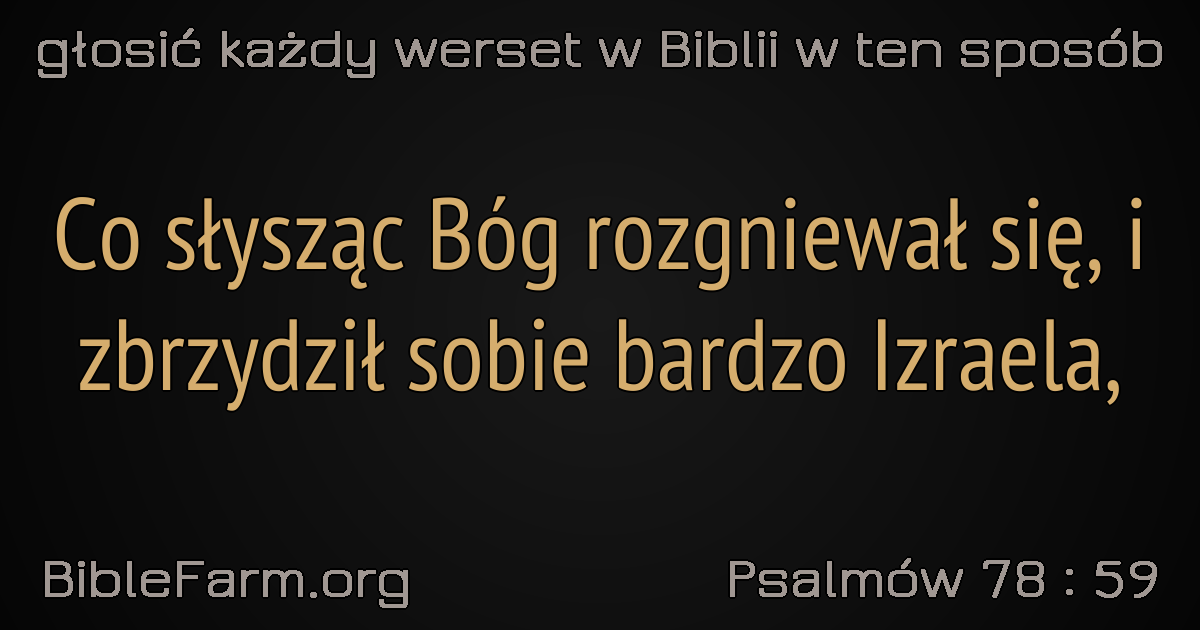 głosić każdy werset w Biblii w ten sposób
Co słysząc Bóg rozgniewał się, i
zbrzydził sobie bardzo Izraela,
BibleFarm.org
Psalmów 78 : 59